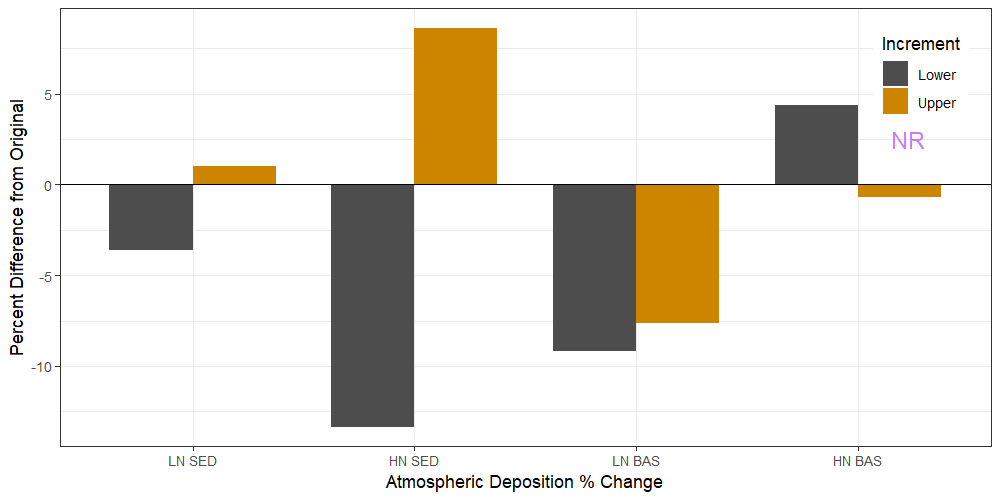 Percent Difference from Original
5
0
-5
-10
Increment
Lower
Upper
NR
LN SED
HN SED
LN BAS
HN BAS
Atmospheric Deposition % Change